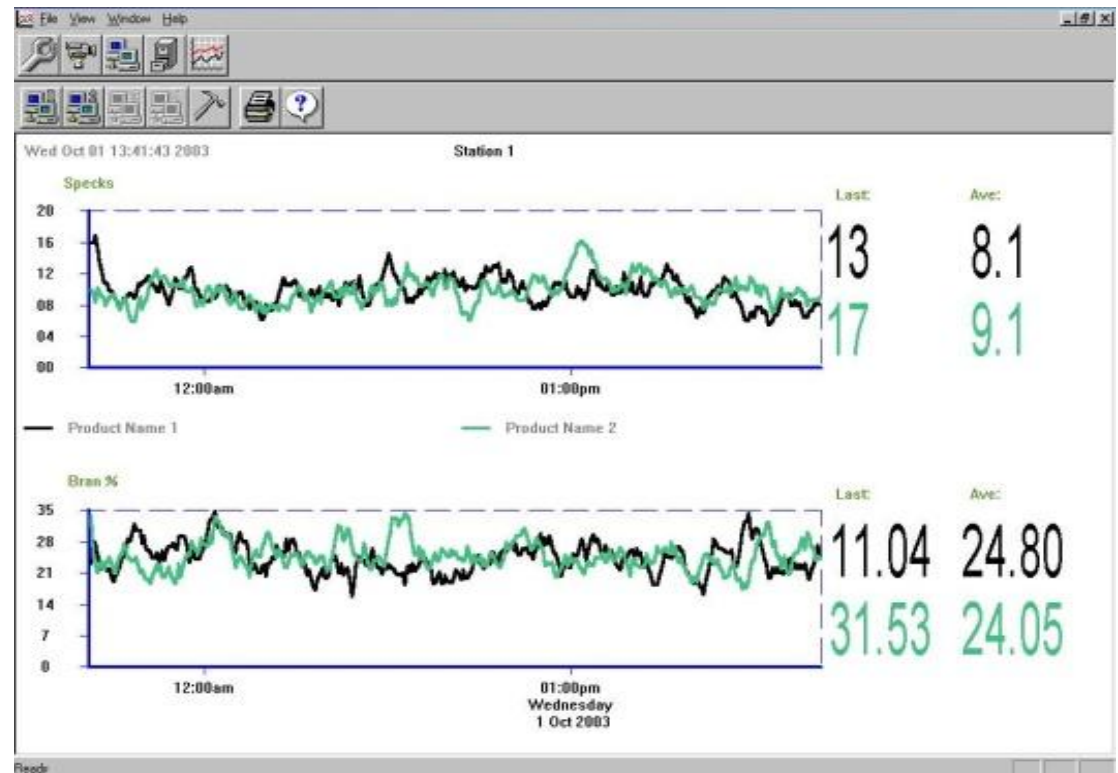 File View Window Help
Wed Oct 01 13:41:43 2003
Station 1
Specks
Last:
Ave:
20
16
12
08
04
00
13
8.1
17
9.1
12:00am
01:00pm
Product Name 1
Product Name 2
Bran %
Last:
Ave:
35
28
21
14
7
0
11.04
24.80
31.53
24.05
12:00am
01:00pm
Wednesday
1 Oct 2003
Ready